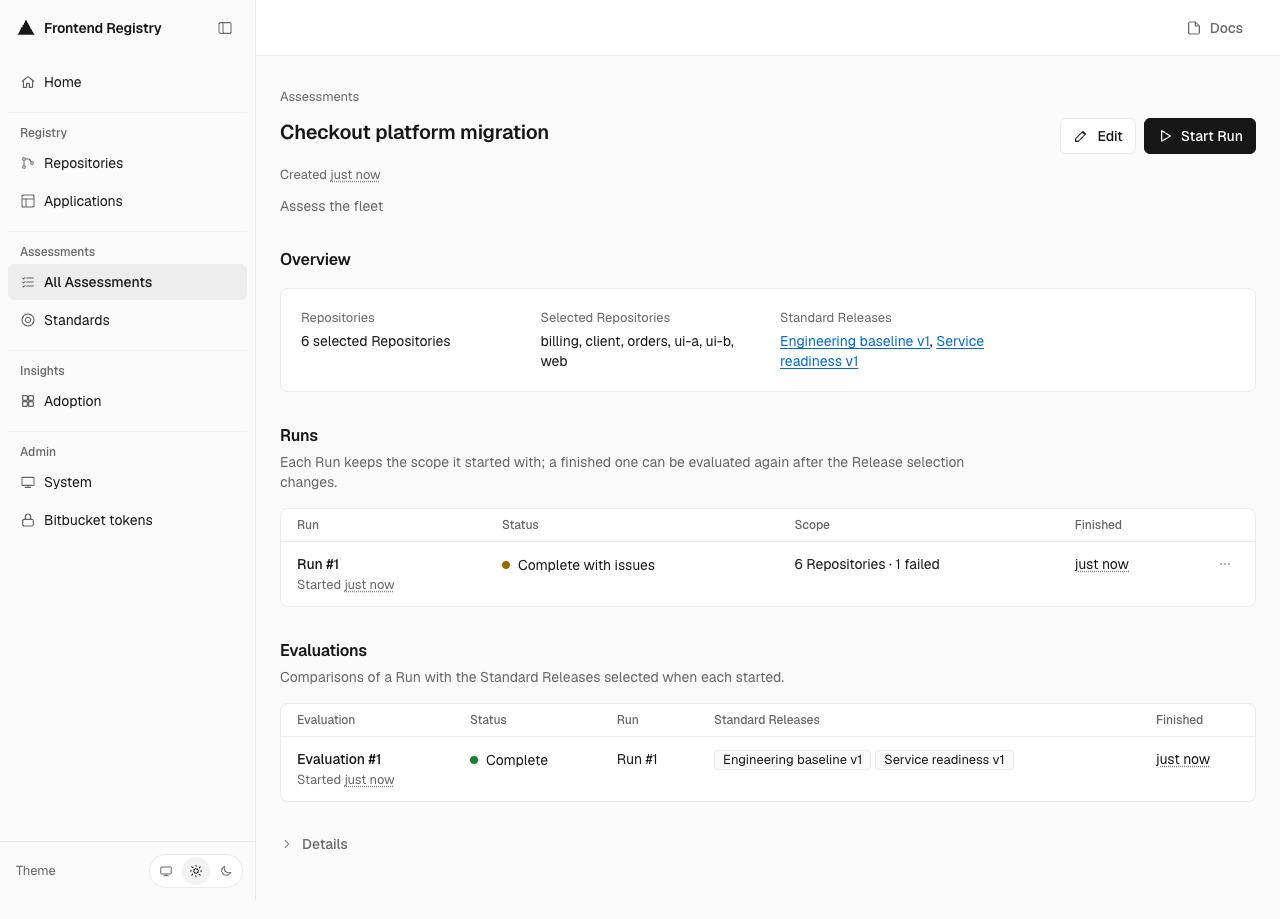 Frontend Registry
Docs
Home
Registry
Repositories
Applications
Assessments
All Assessments
Standards
Insights
Adoption
Admin
System
Bitbucket tokens
Theme
Assessments
Checkout platform migration
Edit
Start Run
Created just now
Assess the fleet
Overview
Repositories
6 selected Repositories
Selected Repositories
billing, client, orders, ui-a, ui-b,
web
Standard Releases
Engineering baseline v1, Service
readiness v1
Runs
Each Run keeps the scope it started with; a finished one can be evaluated again after the Release selection
changes.
Run Status Scope Finished
Run #1 Complete with issues 6 Repositories · 1 failed just now ...
Started just now
Evaluations
Comparisons of a Run with the Standard Releases selected when each started.
Evaluation Status Run Standard Releases Finished
Evaluation #1 Complete Run #1 Engineering baseline v1 Service readiness v1 just now
Started just now
Details